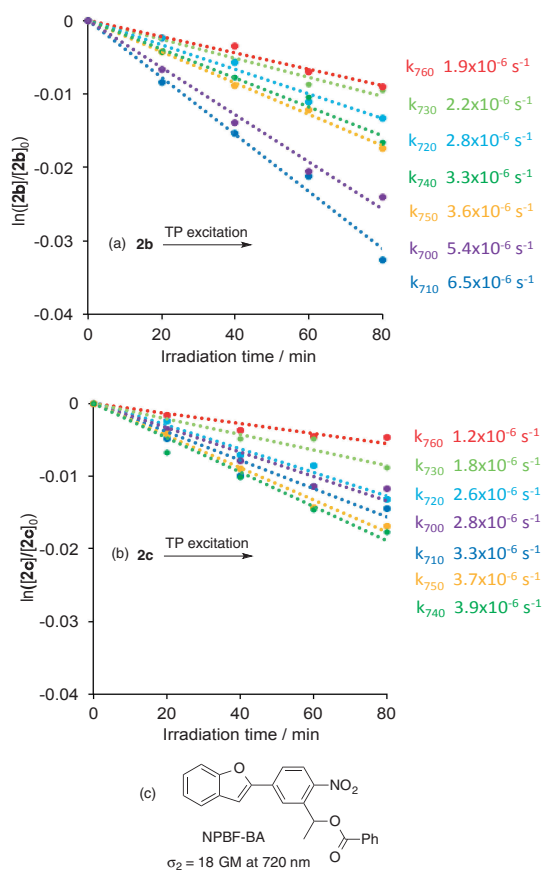 0
-0.01
-0.02
-0.03
-0.04
ln([2b]/[2b]₀)
(a) 2b TP excitation
0 20 40 60 80
Irradiation time / min
k₇₆₀ 1.9x10⁻⁶ s⁻¹
k₇₃₀ 2.2x10⁻⁶ s⁻¹
k₇₂₀ 2.8x10⁻⁶ s⁻¹
k₇₄₀ 3.3x10⁻⁶ s⁻¹
k₇₅₀ 3.6x10⁻⁶ s⁻¹
k₇₀₀ 5.4x10⁻⁶ s⁻¹
k₇₁₀ 6.5x10⁻⁶ s⁻¹
0
-0.01
-0.02
-0.03
-0.04
ln([2c]/[2c]₀)
(b) 2c TP excitation
0 20 40 60 80
Irradiation time / min
k₇₆₀ 1.2x10⁻⁶ s⁻¹
k₇₃₀ 1.8x10⁻⁶ s⁻¹
k₇₂₀ 2.6x10⁻⁶ s⁻¹
k₇₀₀ 2.8x10⁻⁶ s⁻¹
k₇₁₀ 3.3x10⁻⁶ s⁻¹
k₇₅₀ 3.7x10⁻⁶ s⁻¹
k₇₄₀ 3.9x10⁻⁶ s⁻¹
(c)
O
NO₂
O
Ph
O
NPBF-BA
σ₂ = 18 GM at 720 nm